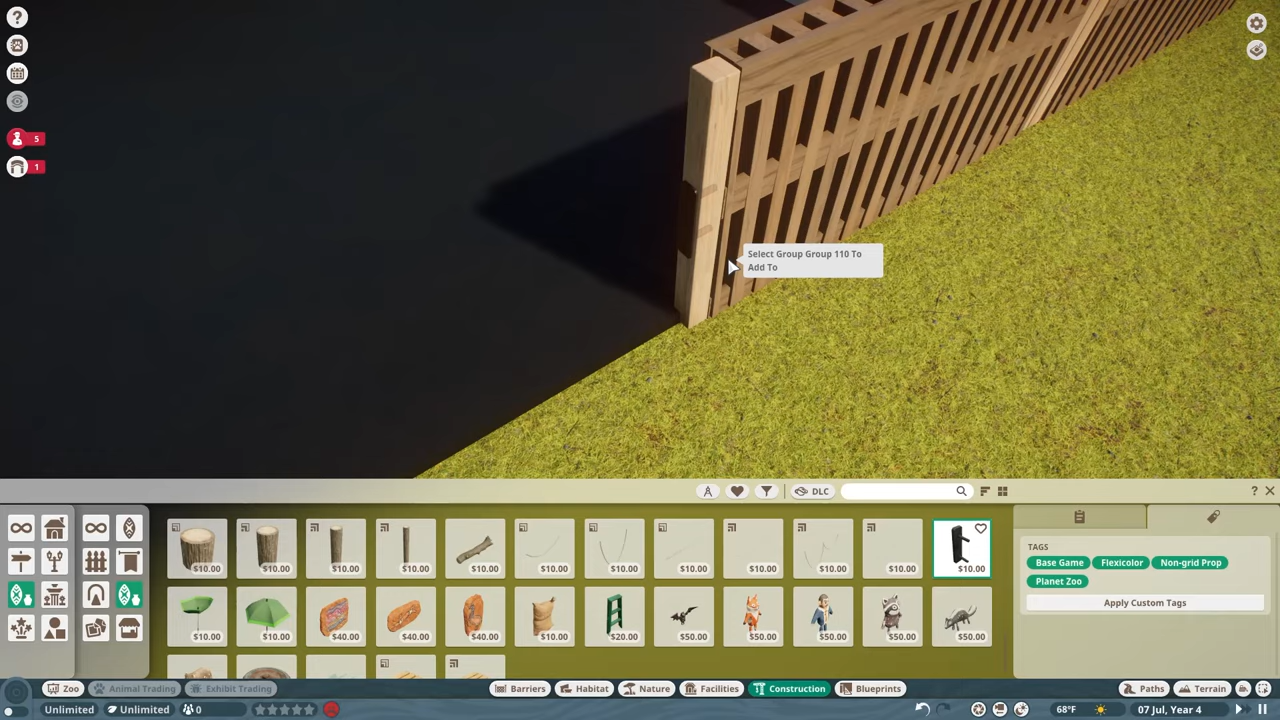 ?
5
1
Select Group Group 110 To
Add To
DLC
?
$10.00
$10.00
$10.00
$10.00
$10.00
$10.00
$10.00
$10.00
$10.00
$10.00
$10.00
$10.00
$10.00
$10.00
$40.00
$40.00
$40.00
$10.00
$20.00
$50.00
$50.00
$50.00
$50.00
$50.00
TAGS
Base Game
Flexicolor
Non-grid Prop
Planet Zoo
Apply Custom Tags
Zoo
Animal Trading
Exhibit Trading
Barriers
Habitat
Nature
Facilities
Construction
Blueprints
Paths
Terrain
Unlimited
Unlimited
0
68°F
07 Jul, Year 4